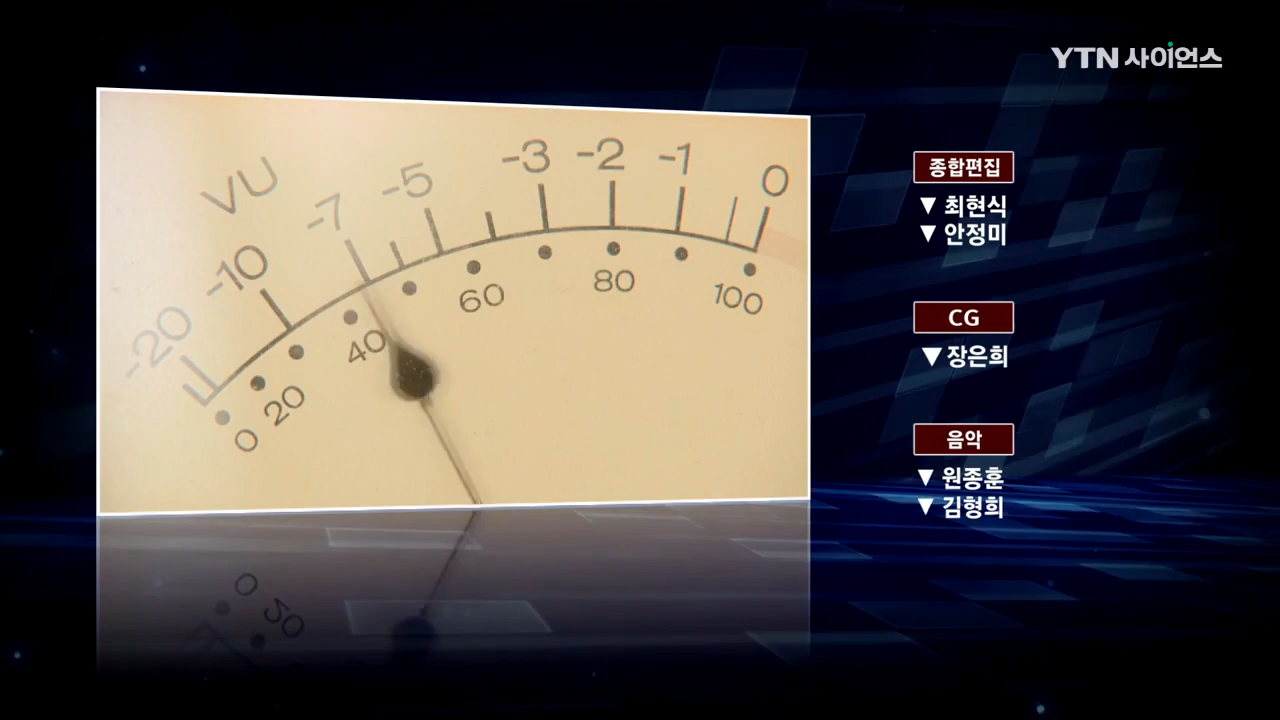 YTN 사이언스
VU
-20 -10 -7 -5 -3 -2 -1 0
0 20 40 60 80 100
종합편집
▼ 최현식
▼ 안정미
CG
▼ 장은희
음악
▼ 원종훈
▼ 김형희